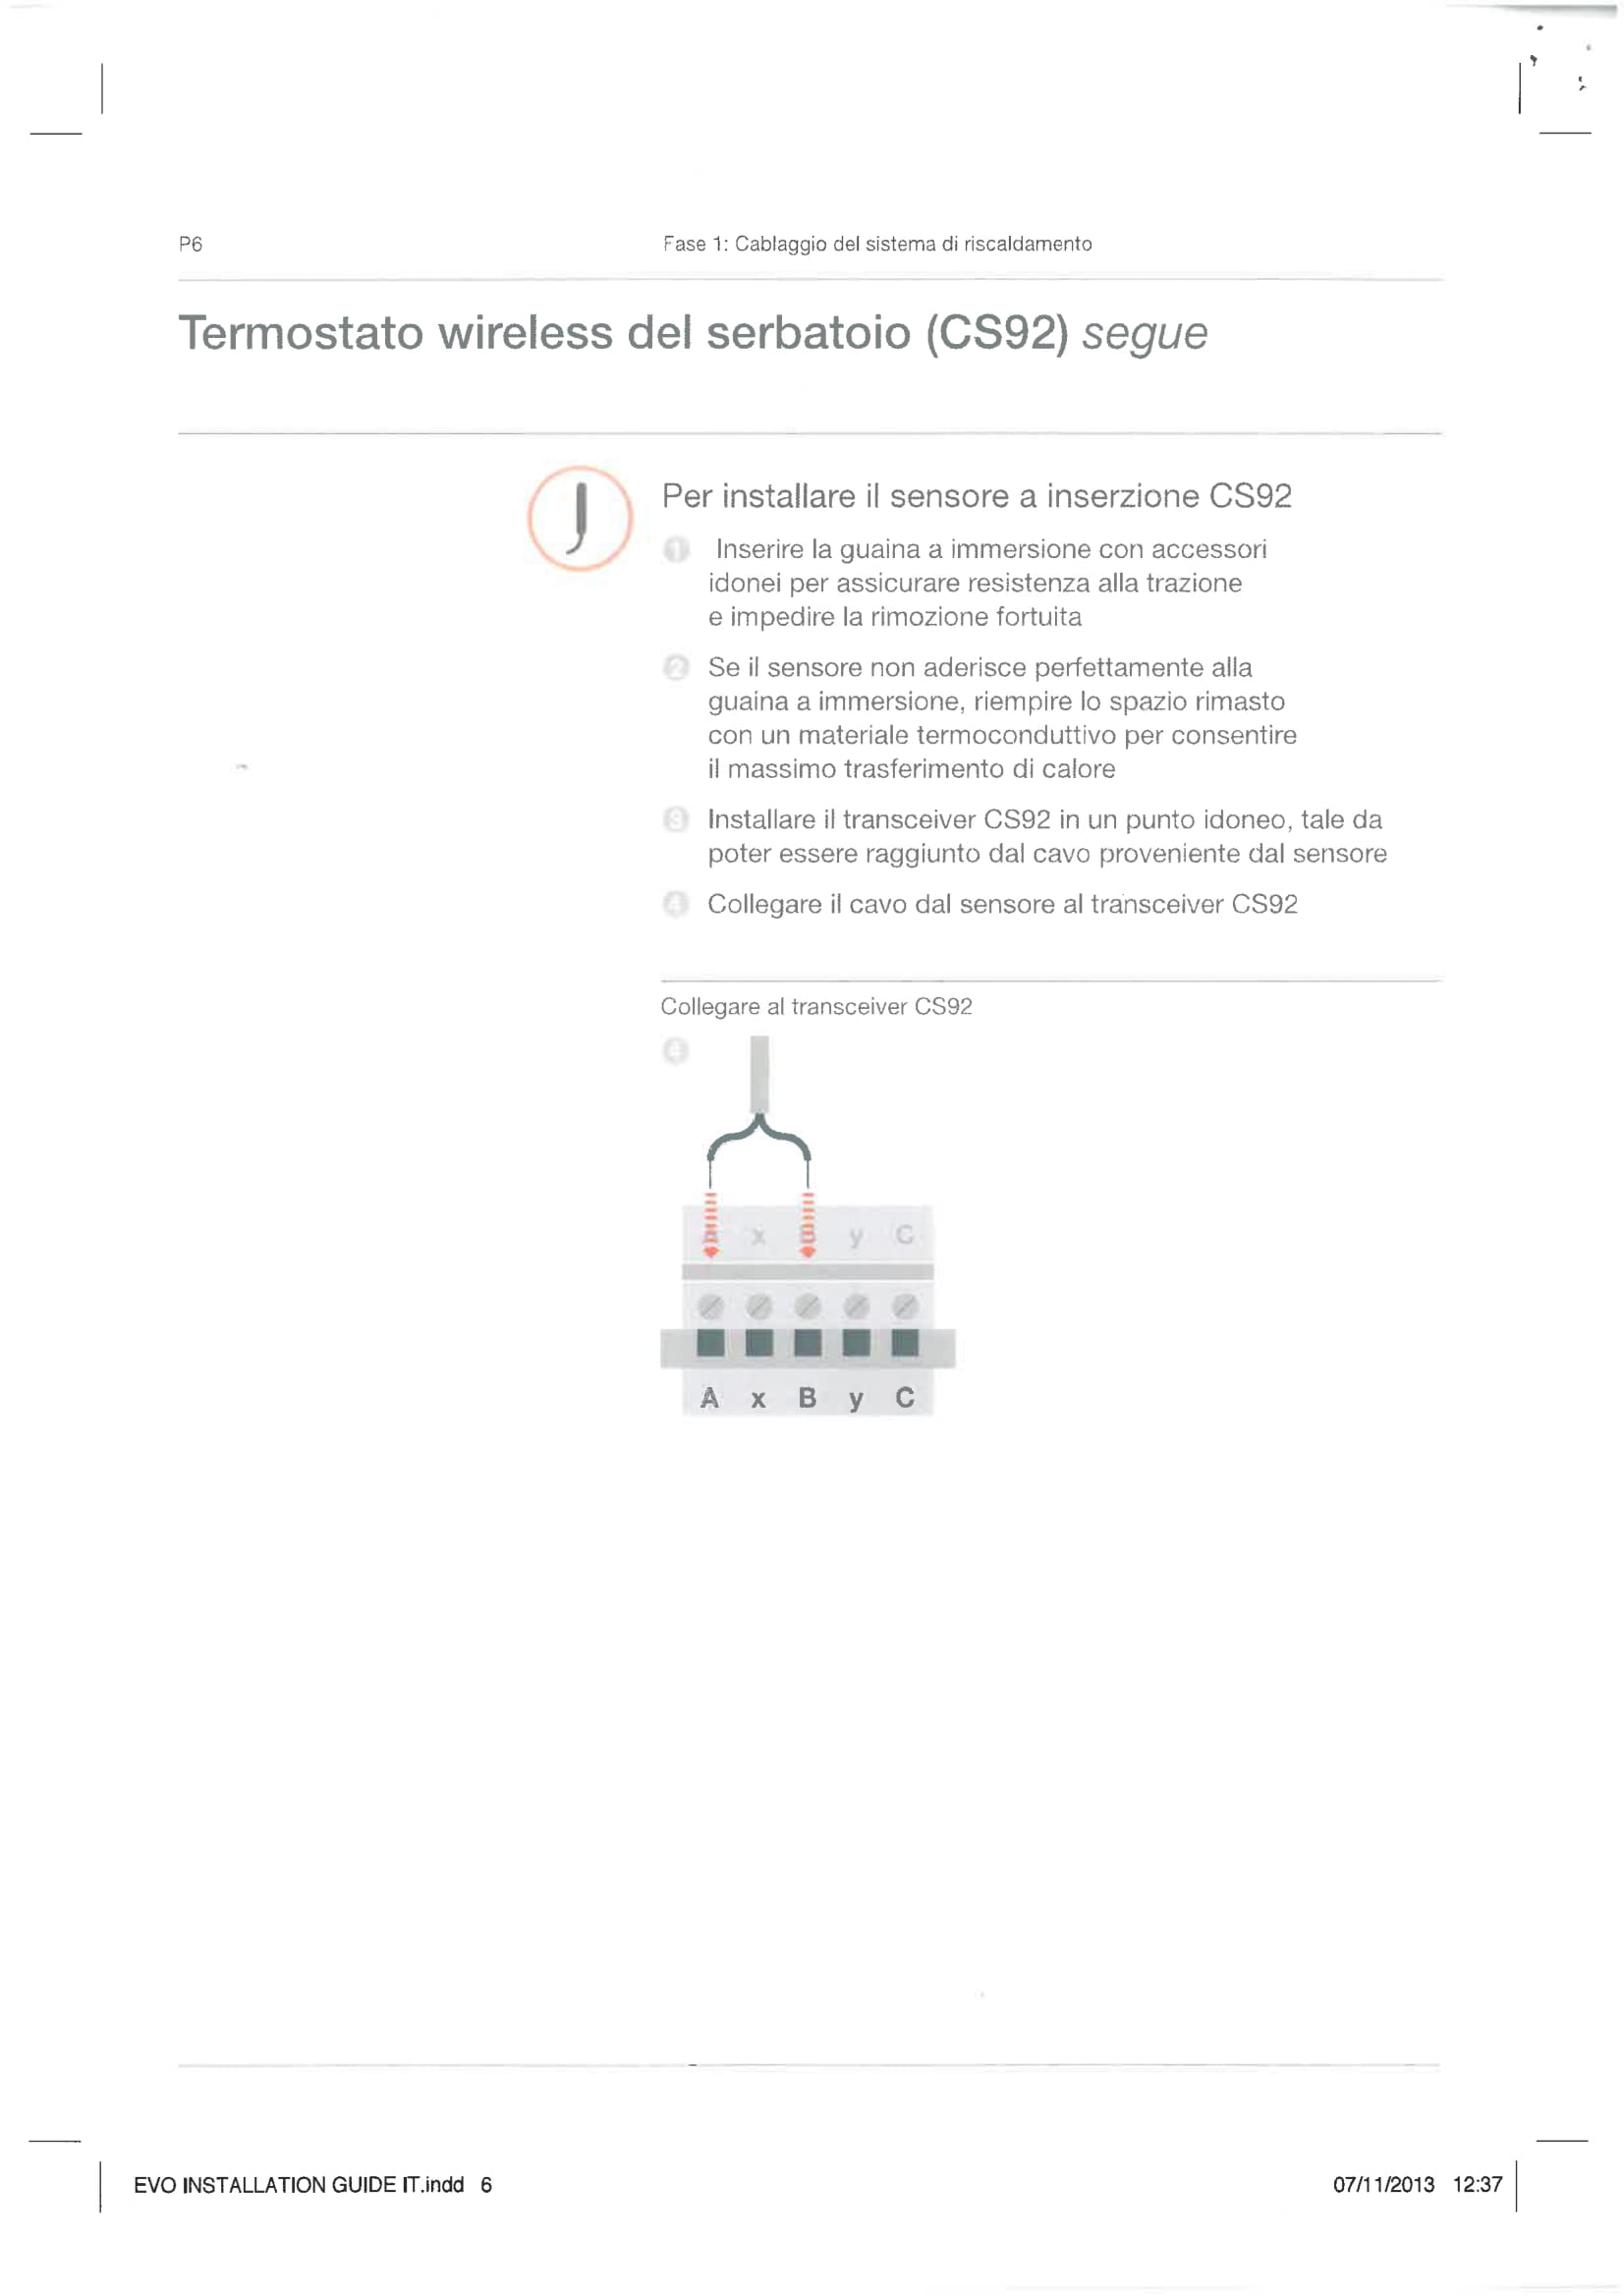 P6
Fase 1: Cablaggio del sistema di riscaldamento
Termostato wireless del serbatoio (CS92) segue
Per installare il sensore a inserzione CS92
1 Inserire la guaina a immersione con accessori
idonei per assicurare resistenza alla trazione
e impedire la rimozione fortuita
2 Se il sensore non aderisce perfettamente alla
guaina a immersione, riempire lo spazio rimasto
con un materiale termoconduttivo per consentire
il massimo trasferimento di calore
3 Installare il transceiver CS92 in un punto idoneo, tale da
poter essere raggiunto dal cavo proveniente dal sensore
4 Collegare il cavo dal sensore al transceiver CS92
Collegare al transceiver CS92
4
A x B y C
A x B y C
EVO INSTALLATION GUIDE IT.indd 6
07/11/2013 12:37